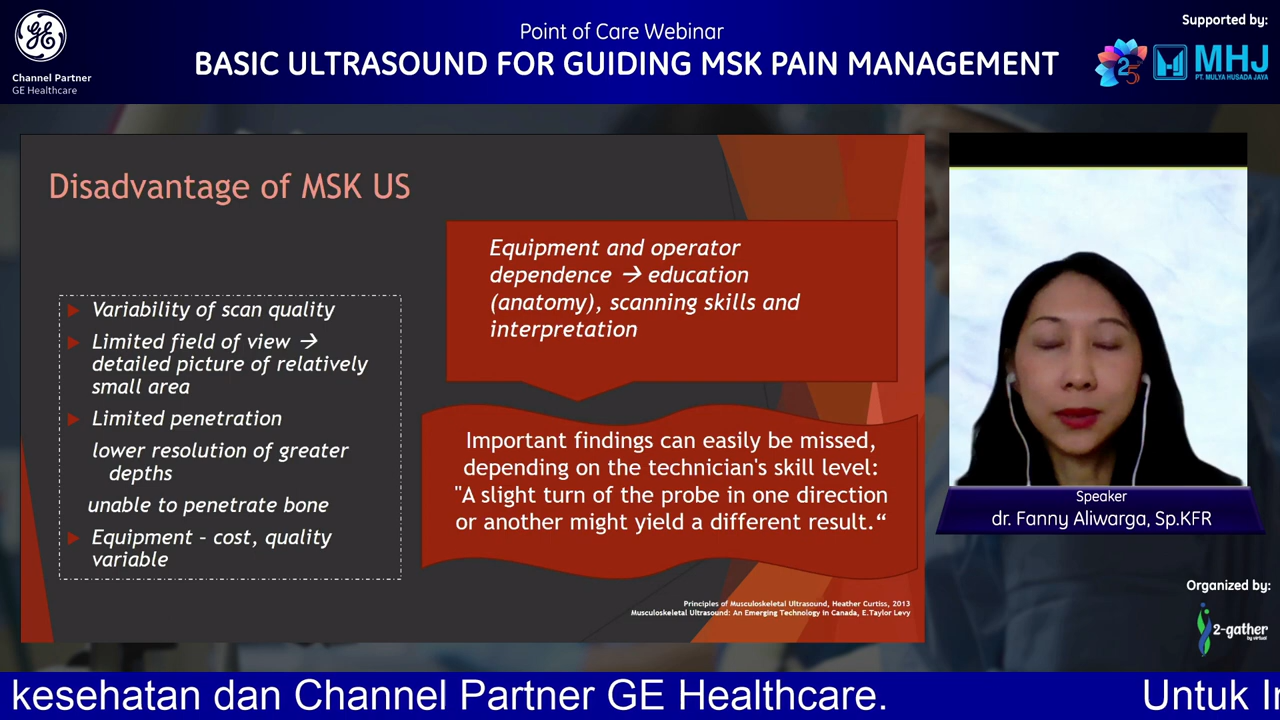 Point of Care Webinar
BASIC ULTRASOUND FOR GUIDING MSK PAIN MANAGEMENT
GE
Channel Partner
GE Healthcare
Supported by:
25
MHJ
PT. MULYA HUSADA JAYA
Disadvantage of MSK US
Variability of scan quality
Limited field of view →
detailed picture of relatively
small area
Limited penetration
lower resolution of greater
depths
unable to penetrate bone
Equipment – cost, quality
variable
Equipment and operator
dependence → education
(anatomy), scanning skills and
interpretation
Important findings can easily be missed,
depending on the technician's skill level:
"A slight turn of the probe in one direction
or another might yield a different result.“
Principles of Musculoskeletal Ultrasound, Heather Curtiss, 2013
Musculoskeletal Ultrasound: An Emerging Technology in Canada, E.Taylor Levy
Speaker
dr. Fanny Aliwarga, Sp.KFR
Organized by:
2-gather
by virtual
kesehatan dan Channel Partner GE Healthcare. Untuk